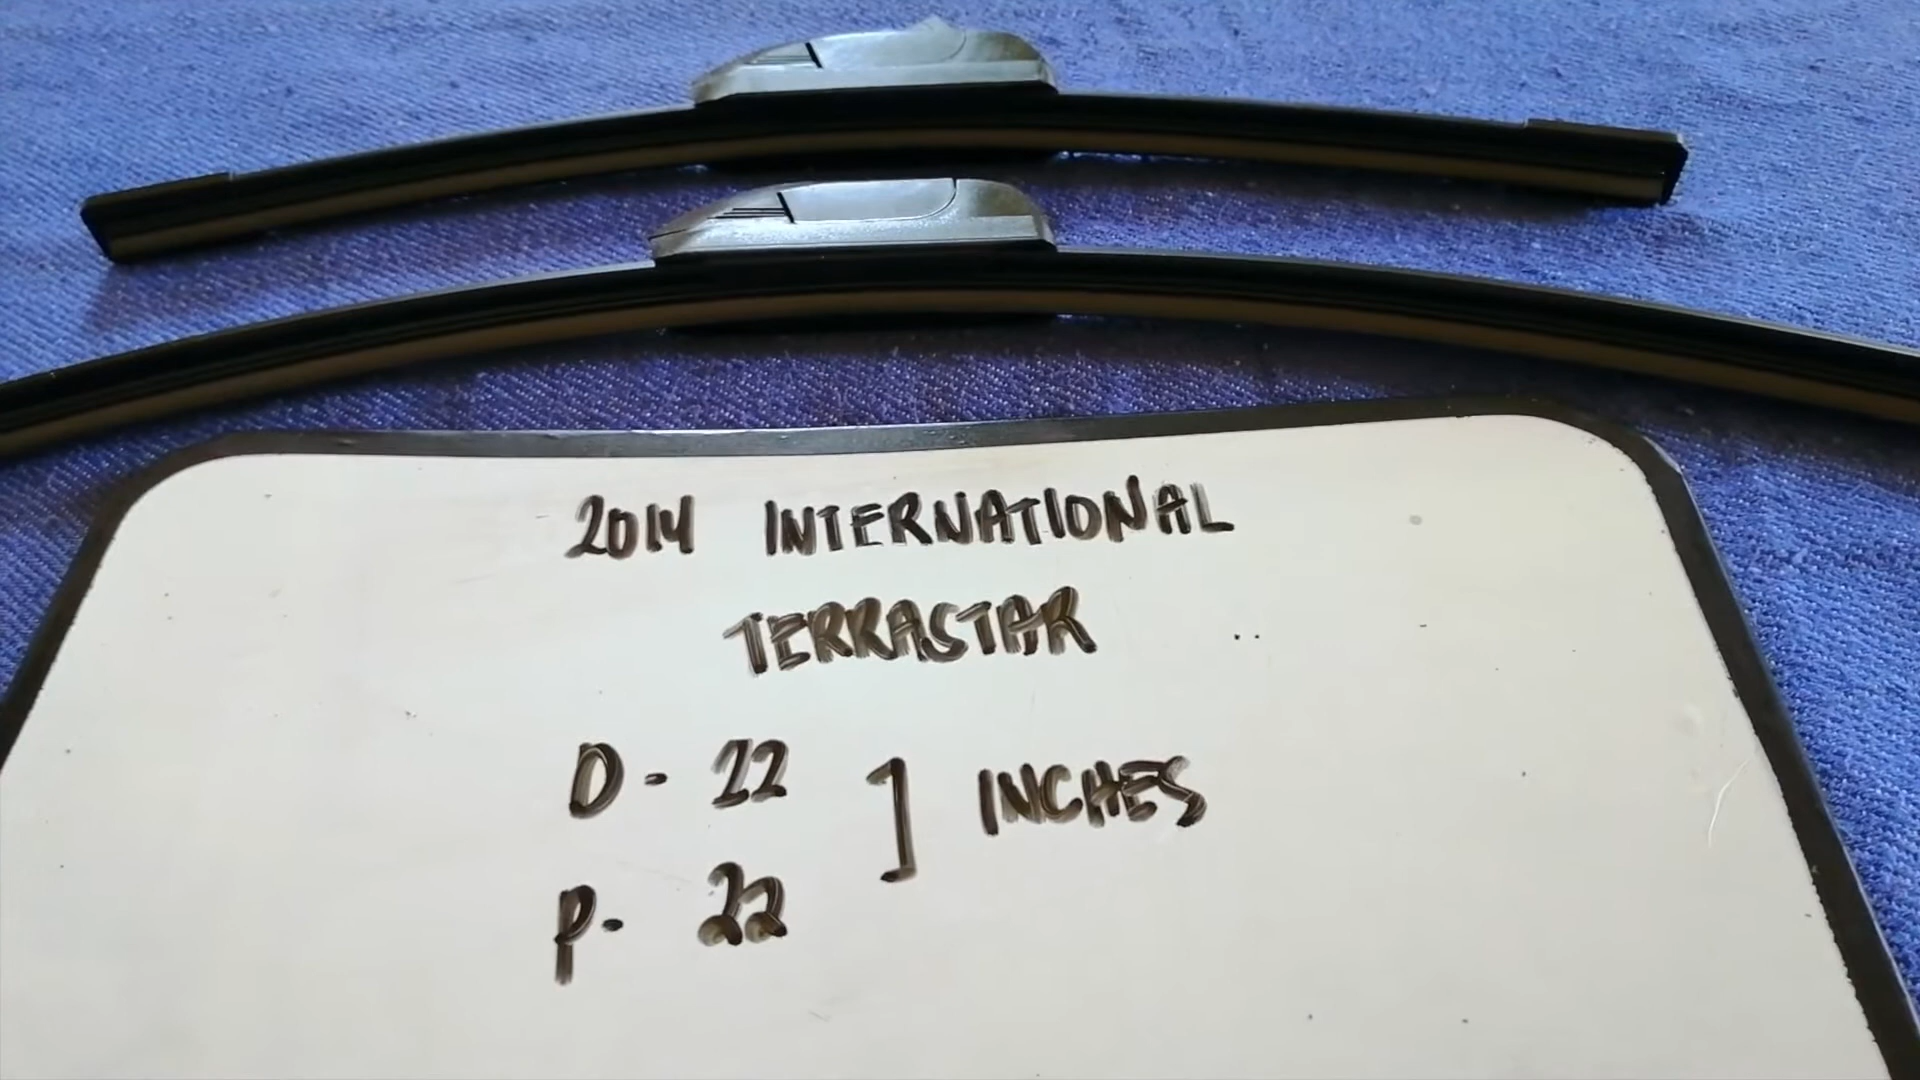 2014 INTERNATIONAL
TERRASTAR
D - 22 ] INCHES
P - 22